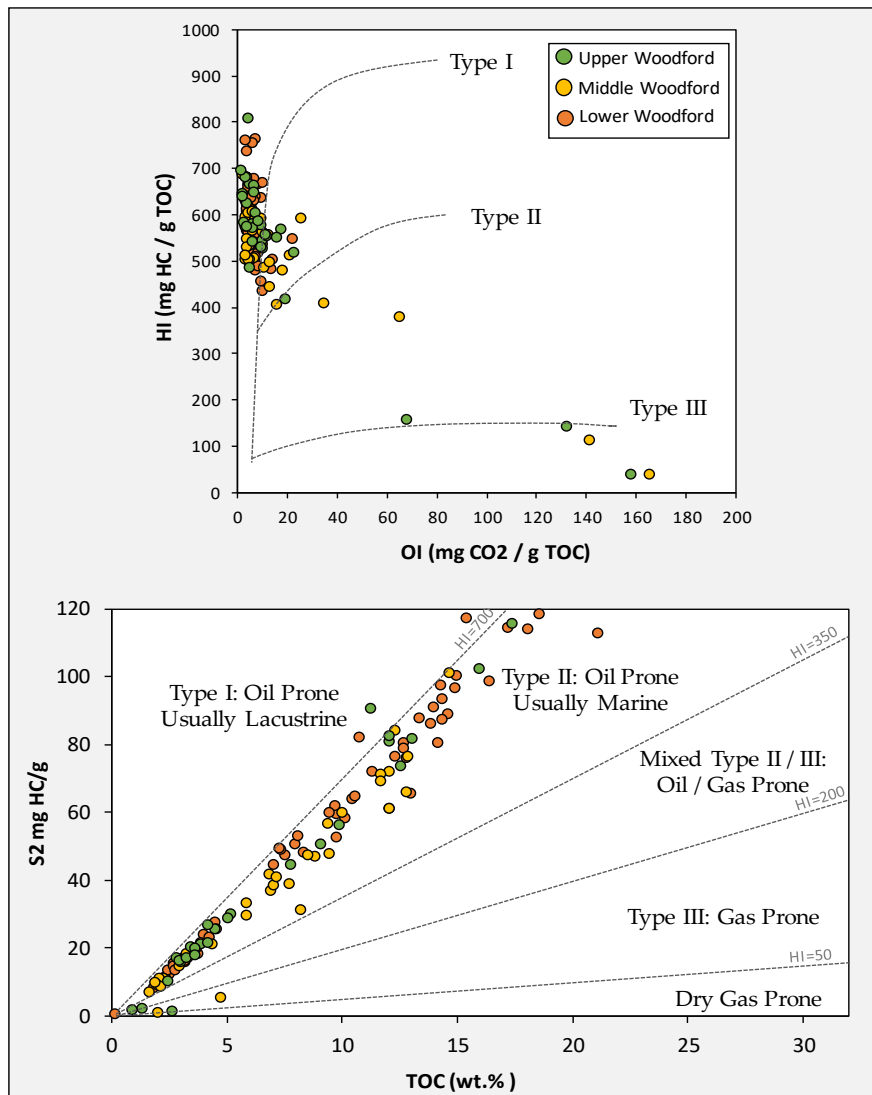 1000
900
800
700
600
500
400
300
200
100
0
HI (mg HC / g TOC)
Type I
Type II
Type III
Upper Woodford
Middle Woodford
Lower Woodford
0 20 40 60 80 100 120 140 160 180 200
OI (mg CO2 / g TOC)
120
100
80
60
40
20
0
S2 mg HC/g
HI=700
HI=350
HI=200
HI=50
Type I: Oil Prone
Usually Lacustrine
Type II: Oil Prone
Usually Marine
Mixed Type II / III:
Oil / Gas Prone
Type III: Gas Prone
Dry Gas Prone
0 5 10 15 20 25 30
TOC (wt.% )